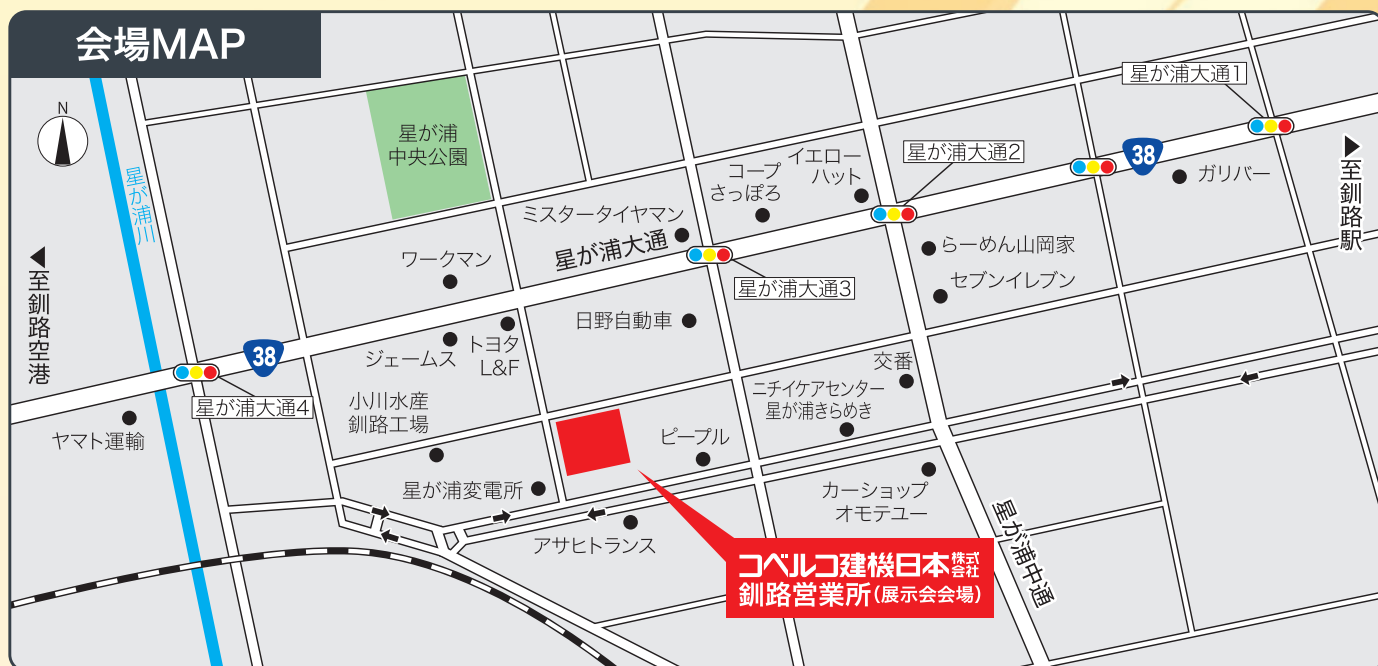 会場MAP
N
星が浦川
◀至釧路空港
星が浦
中央公園
星が浦大通1
38
ガリバー
▶至釧路駅
イエロー
ハット
コープ
さっぽろ
星が浦大通2
ミスタータイヤマン
星が浦大通
ワークマン
らーめん山岡家
セブンイレブン
星が浦大通3
日野自動車
トヨタ
L&F
ジェームス
38
星が浦大通4
ヤマト運輸
小川水産
釧路工場
交番
ニチイケアセンター
星が浦きらめき
ピープル
星が浦変電所
カーショップ
オモテユー
アサヒトランス
星が浦中通
コベルコ建機日本株式会社
釧路営業所(展示会会場)